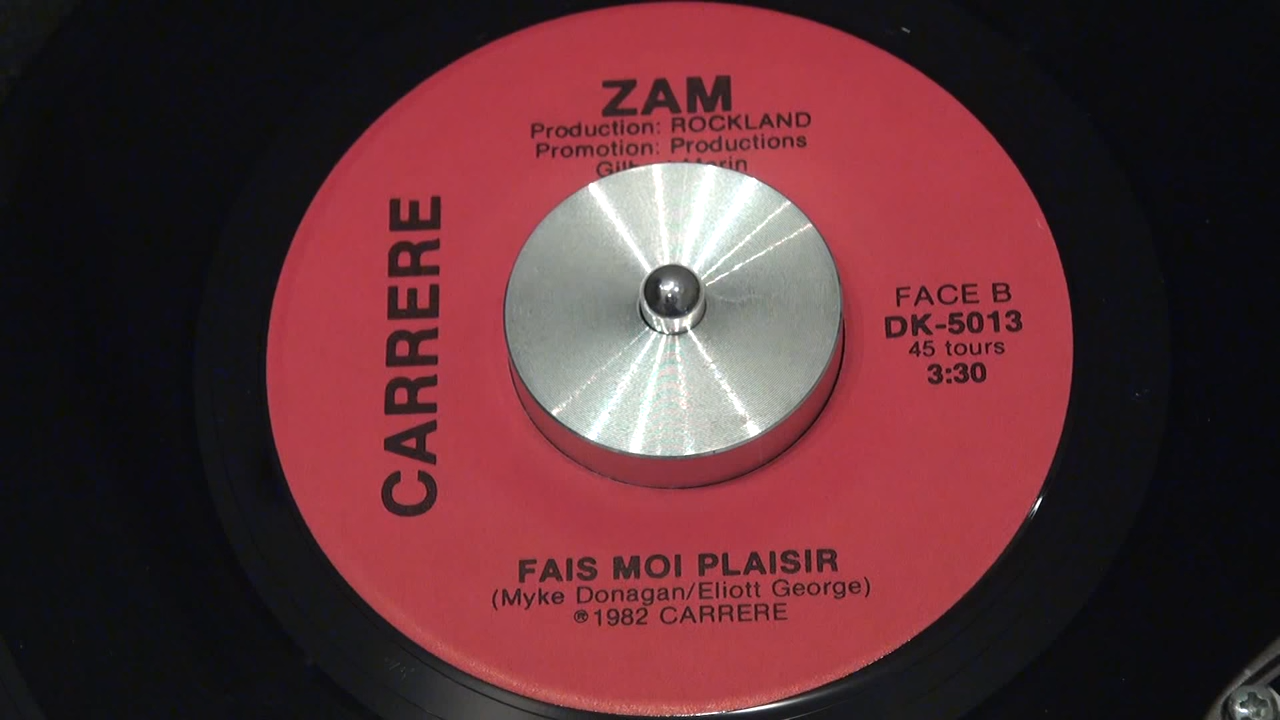 ZAM
Production: ROCKLAND
Promotion: Productions
CARRERE
FACE B
DK-5013
45 tours
3:30
FAIS MOI PLAISIR
(Myke Donagan/Eliott George)
®1982 CARRERE